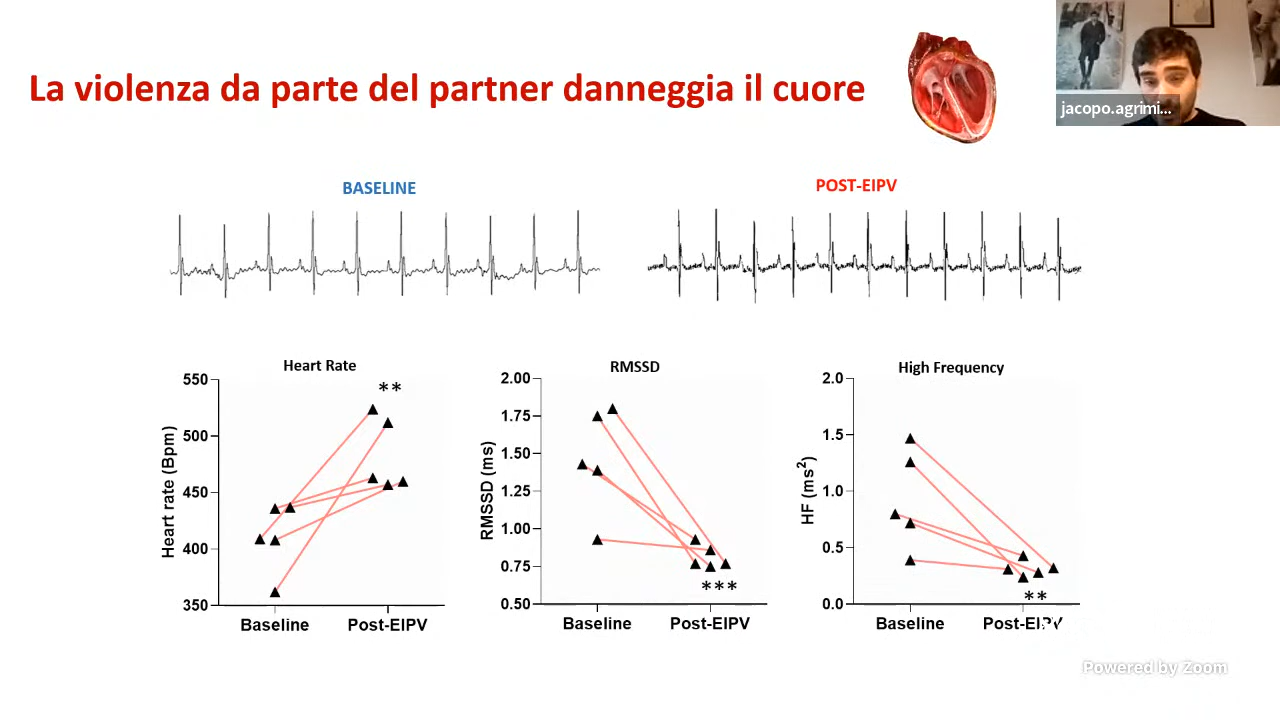 La violenza da parte del partner danneggia il cuore
jacopo.agrimi...
BASELINE
POST-EIPV
Heart Rate
550
500
450
400
350
Heart rate (Bpm)
**
Baseline
Post-EIPV
RMSSD
2.00
1.75
1.50
1.25
1.00
0.75
0.50
RMSSD (ms)
***
Baseline
Post-EIPV
High Frequency
2.0
1.5
1.0
0.5
0.0
HF (ms²)
**
Baseline
Post-EIPV
Powered by Zoom